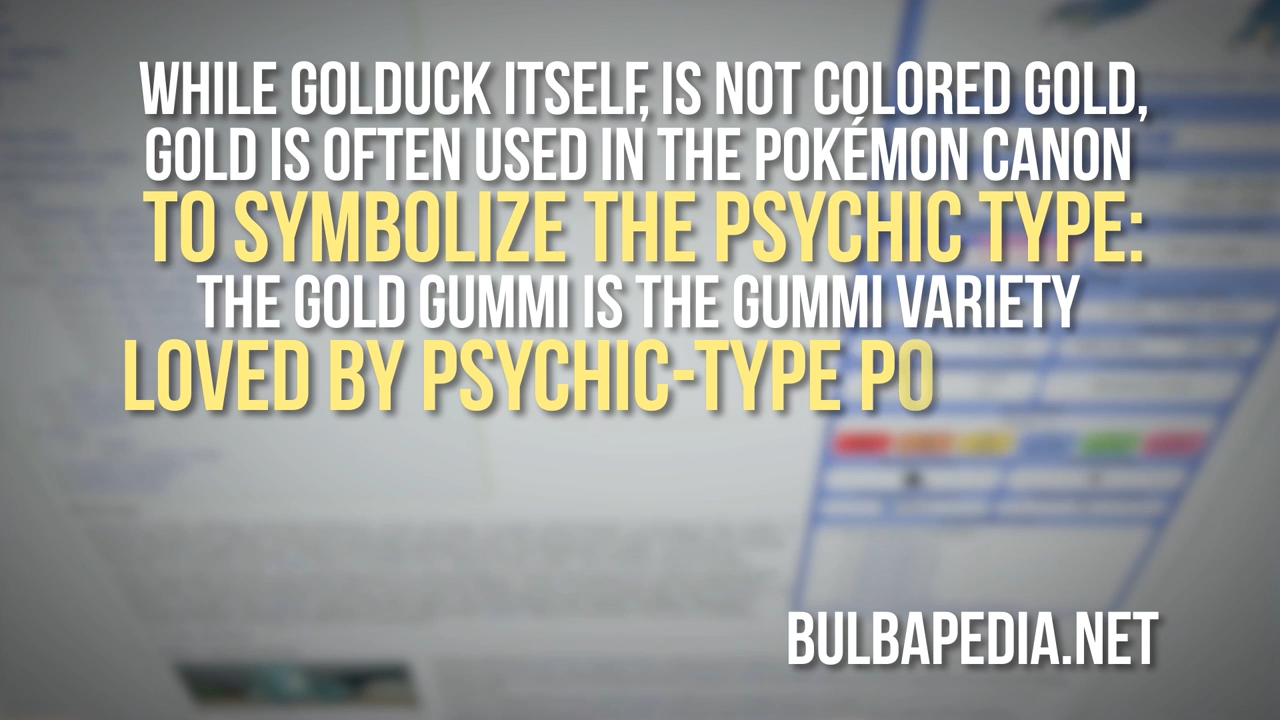 WHILE GOLDUCK ITSELF, IS NOT COLORED GOLD,
GOLD IS OFTEN USED IN THE POKÉMON CANON
TO SYMBOLIZE THE PSYCHIC TYPE:
THE GOLD GUMMI IS THE GUMMI VARIETY
LOVED BY PSYCHIC-TYPE PO
BULBAPEDIA.NET